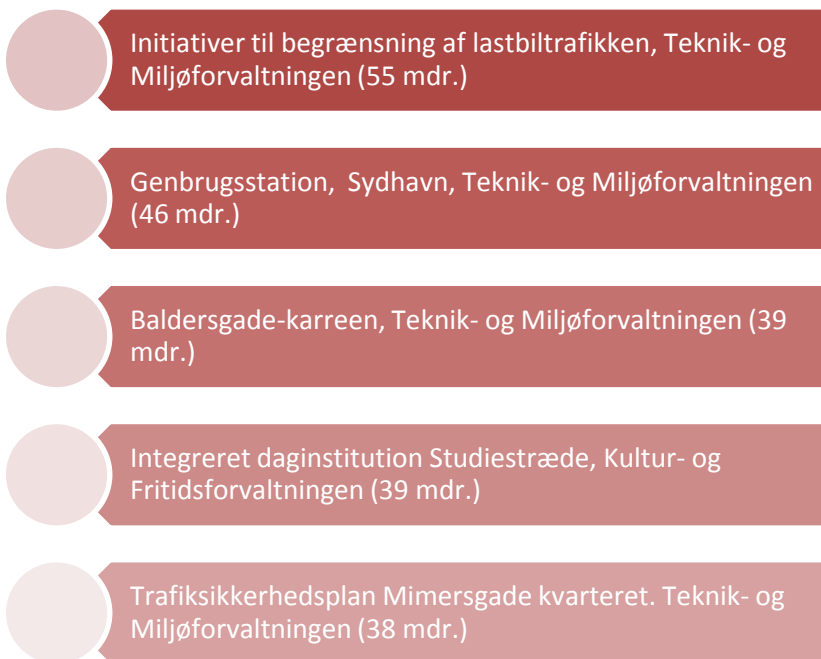 Initiativer til begrænsning af lastbiltrafikken, Teknik- og
Miljøforvaltningen (55 mdr.)
Genbrugsstation, Sydhavn, Teknik- og Miljøforvaltningen
(46 mdr.)
Baldersgade-karreen, Teknik- og Miljøforvaltningen (39
mdr.)
Integreret daginstitution Studiestræde, Kultur- og
Fritidsforvaltningen (39 mdr.)
Trafiksikkerhedsplan Mimersgade kvarteret. Teknik- og
Miljøforvaltningen (38 mdr.)